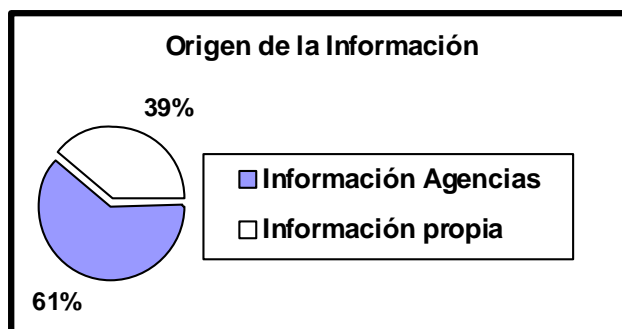 Origen de la Información
39%
Información Agencias
Información propia
61%